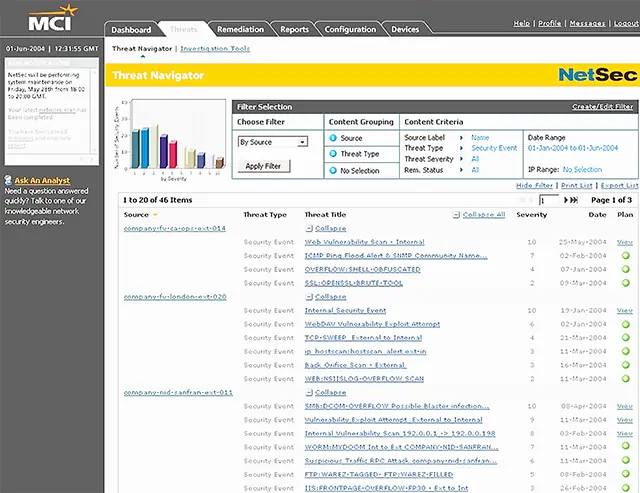 MCI
Dashboard Threats Remediation Reports Configuration Devices
Help | Profile | Messages | Logout
01-Jun-2004 | 12:31:55 GMT
Threat Navigator | Investigation Tools
NetSec will be performing
system maintenance on
Friday, May 28th from 18:00
to 20:00 GMT.
Your latest has
been completed.
Threat Navigator
NetSec
Number of Security Events
by Severity
Filter Selection
Create/Edit Filter
Choose Filter Content Grouping Content Criteria
By Source
Apply Filter
Source
Threat Type
No Selection
Source Label Name
Threat Type Security Event
Threat Severity All
Rem. Status All
Date Range
01-Jan-2004 to 01-Jun-2004
IP Range: No Selection
Ask An Analyst
Need a question answered
quickly? Talk to one of our
knowledgeable network
security engineers.
Hide Filter | Print List | Export List
1 to 20 of 46 Items
1
Page 1 of 3
Source Threat Type Threat Title Collapse All Severity Date Plan
company-fw-ca-ops-ext-014 Collapse
Security Event Web Vulnerability Scan - Internal 10 25-May-2004 View
Security Event ICMP Ping Flood Alert & SNMP Community Name... 7 02-Feb-2004
Security Event OVERFLOW:SHELL-OBFUSCATED 4 07-Jan-2004
Security Event SSL:OPENSSL-BRUTE-TOOL 2 09-Mar-2004
company-fw-london-ext-020 Collapse
Security Event Internal Security Event 10 19-Jan-2004 View
Security Event WebDAV Vulnerability Exploit Attempt 6 02-Jan-2004
Security Event TCP-SWEEP External to Internal 4 21-Mar-2004
Security Event ip hostscan:hostscan alert ext-in 3 11-Mar-2004
Security Event Back Orifice Scan - External. 3 16-Mar-2004
Security Event WEB:NSIISLOG-OVERFLOW SCAN 2 11-Mar-2004
company-nid-sanfran-ext-011 Collapse
Security Event SMB:DCOM-OVERFLOW Possible Blaster infection... 10 08-Apr-2004 View
Security Event Vulnerability Exploit Attempt, External to Internal 9 11-Mar-2004 View
Security Event Internal Vulnerability Scan 192.0.0.1 -> 192.0.0.198 8 03-Feb-2004 View
Security Event WORM:MYDOOM Int to Ext COMPANY-NID-SANFRAN... 7 11-Mar-2004
Security Event Suspicious Traffic RPC Attack company-nid-sanfran... 6 11-Mar-2004
Security Event FTP:WAREZ-TAGGED- FTP:WAREZ-FILLED 5 08-Feb-2004
Security Event IIS:FRONTPAGE-OVERFLOW-FP30 - Ext to Int 3 04-Jan-2004